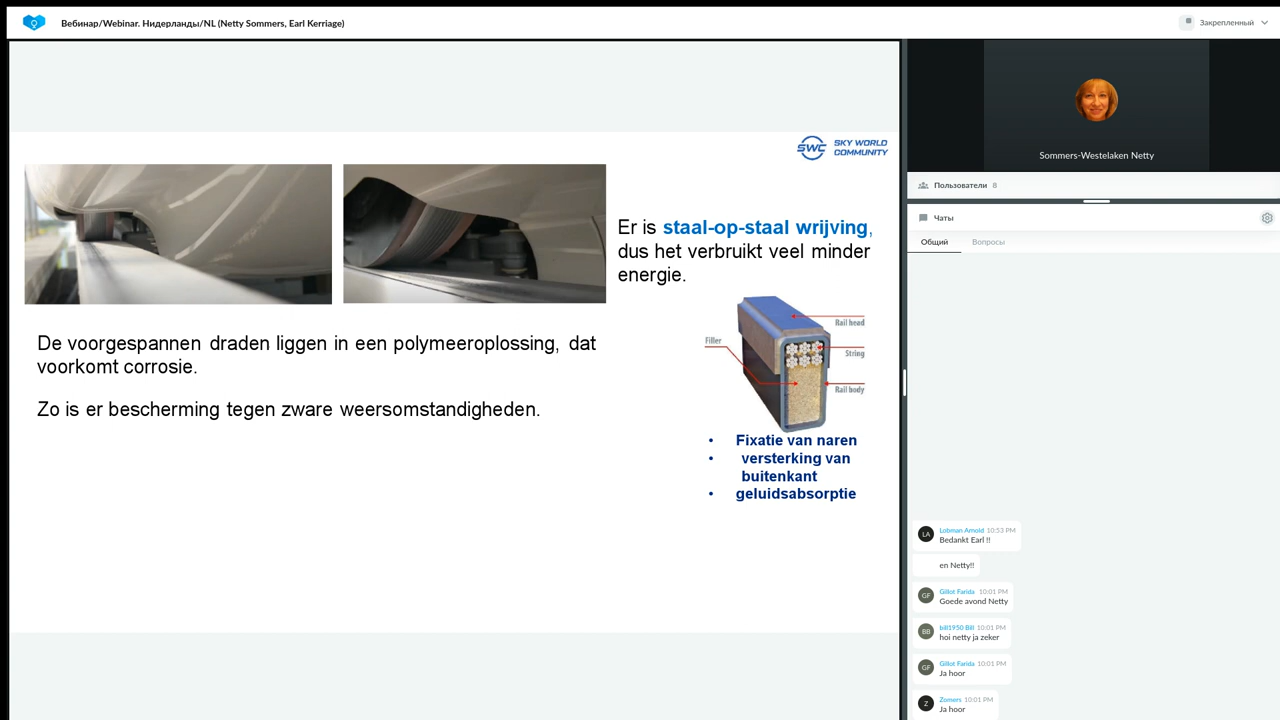 Вебинар/Webinar. Нидерланды/NL (Netty Sommers, Earl Kerriage)
Закрепленный
SWC SKY WORLD
COMMUNITY
Er is staal-op-staal wrijving,
dus het verbruikt veel minder
energie.
De voorgespannen draden liggen in een polymeeroplossing, dat
voorkomt corrosie.
Zo is er bescherming tegen zware weersomstandigheden.
Rail head
Filler
String
Rail body
• Fixatie van naren
• versterking van
buitenkant
• geluidsabsorptie
Sommers-Westelaken Netty
Пользователи 8
Чаты
Общий Вопросы
LA Lobman Arnold 10:53 PM
Bedankt Earl !!
en Netty!!
GF Gillot Farida 10:01 PM
Goede avond Netty
BB bill1950 Bill 10:01 PM
hoi netty ja zeker
GF Gillot Farida 10:01 PM
Ja hoor
Z Zomers 10:01 PM
Ja hoor